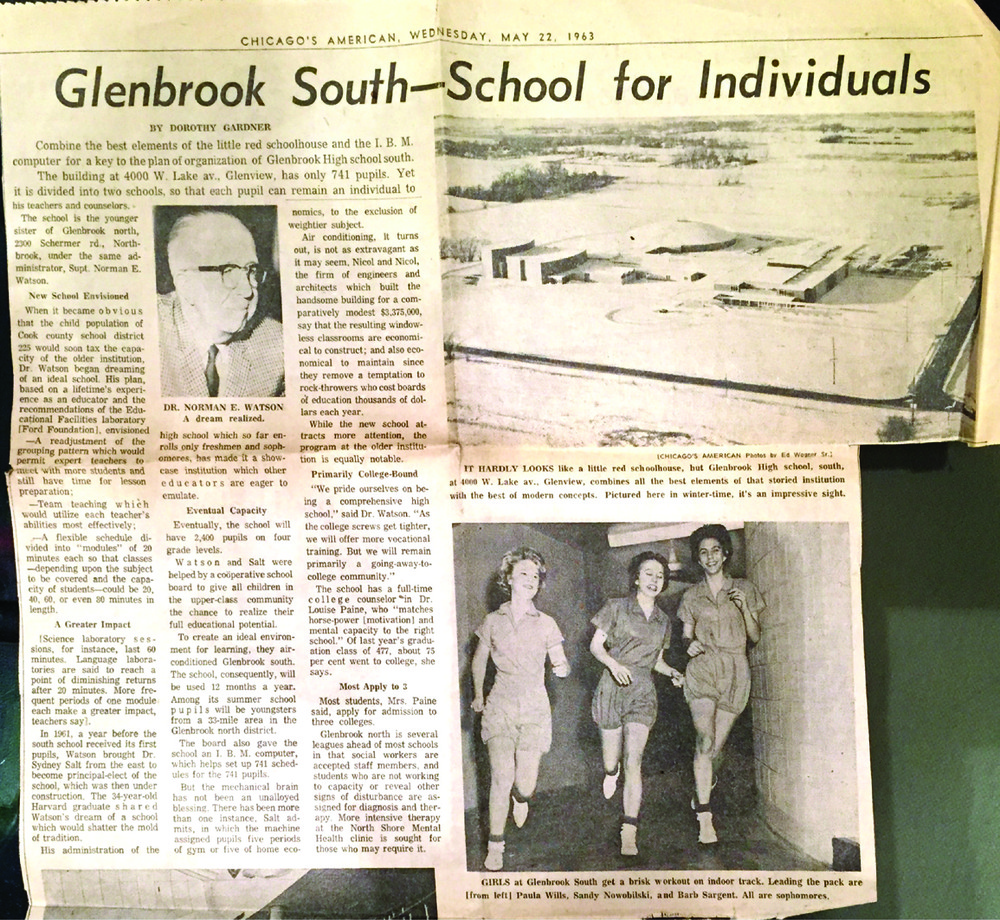 CHICAGO'S AMERICAN, WEDNESDAY, MAY 22, 1963
Glenbrook South—School for Individuals
BY DOROTHY GARDNER
Combine the best elements of the little red schoolhouse and the I. B. M.
computer for a key to the plan of organization of Glenbrook High school south.
The building at 4000 W. Lake av., Glenview, has only 741 pupils. Yet
it is divided into two schools, so that each pupil can remain an individual to
his teachers and counselors.
The school is the younger
sister of Glenbrook north,
2300 Schermer rd., North-
brook, under the same ad-
ministrator, Supt. Norman E.
Watson.
New School Envisioned
When it became obvious
that the child population of
Cook county school district
225 would soon tax the capa-
city of the older institution,
Dr. Watson began dreaming
of an ideal school. His plan,
based on a lifetime's experi-
ence as an educator and the
recommendations of the Edu-
cational Facilities laboratory
[Ford Foundation], envisioned
—A readjustment of the
grouping pattern which would
permit expert teachers to
meet with more students and
still have time for lesson
preparation;
—Team teaching which
would utilize each teacher's
abilities most effectively;
—A flexible schedule di-
vided into "modules" of 20
minutes each so that classes
—depending upon the subject
to be covered and the capa-
city of students—could be 20,
40, 60, or even 80 minutes in
length.
A Greater Impact
[Science laboratory ses-
sions, for instance, last 60
minutes. Language labora-
tories are said to reach a
point of diminishing returns
after 20 minutes. More fre-
quent periods of one module
each make a greater impact,
teachers say].
In 1961, a year before the
south school received its first
pupils, Watson brought Dr.
Sydney Salt from the east to
become principal-elect of the
school, which was then under
construction. The 34-year-old
Harvard graduate shared
Watson's dream of a school
which would shatter the mold
of tradition.
His administration of the
DR. NORMAN E. WATSON
A dream realized.
high school which so far en-
rolls only freshmen and soph-
omores, has made it a show-
case institution which other
educators are eager to
emulate.
Eventual Capacity
Eventually, the school will
have 2,400 pupils on four
grade levels.
Watson and Salt were
helped by a coöperative school
board to give all children in
the upper-class community
the chance to realize their
full educational potential.
To create an ideal environ-
ment for learning, they air-
conditioned Glenbrook south.
The school, consequently, will
be used 12 months a year.
Among its summer school
pupils will be youngsters
from a 33-mile area in the
Glenbrook north district.
The board also gave the
school an I. B. M. computer,
which helps set up 741 sched-
ules for the 741 pupils.
But the mechanical brain
has not been an unalloyed
blessing. There has been more
than one instance, Salt ad-
mits, in which the machine
assigned pupils five periods
of gym or five of home eco-
nomics, to the exclusion of
weightier subject.
Air conditioning, it turns
out, is not as extravagant as
it may seem. Nicol and Nicol,
the firm of engineers and
architects which built the
handsome building for a com-
paratively modest $3,375,000,
say that the resulting window-
less classrooms are economi-
cal to construct; and also eco-
nomical to maintain since
they remove a temptation to
rock-throwers who cost boards
of education thousands of dol-
lars each year.
While the new school at-
tracts more attention, the
program at the older institu-
tion is equally notable.
Primarily College-Bound
"We pride ourselves on be-
ing a comprehensive high
school," said Dr. Watson. "As
the college screws get tighter,
we will offer more vocational
training. But we will remain
primarily a going-away-to-
college community."
The school has a full-time
college counselor in Dr.
Louise Paine, who "matches
horse-power [motivation] and
mental capacity to the right
school." Of last year's gradu-
ation class of 477, about 75
per cent went to college, she
says.
Most Apply to 3
Most students, Mrs. Paine
said, apply for admission to
three colleges.
Glenbrook north is several
leagues ahead of most schools
in that social workers are
accepted staff members, and
students who are not working
to capacity or reveal other
signs of disturbance are as-
signed for diagnosis and ther-
apy. More intensive therapy
at the North Shore Mental
Health clinic is sought for
those who may require it.
[CHICAGO'S AMERICAN Photos by Ed Wagner Sr.]
IT HARDLY LOOKS like a little red schoolhouse, but Glenbrook High school, south,
at 4000 W. Lake av., Glenview, combines all the best elements of that storied institution
with the best of modern concepts. Pictured here in winter-time, it's an impressive sight.
GIRLS at Glenbrook South get a brisk workout on indoor track. Leading the pack are
[from left] Paula Wills, Sandy Nowobilski, and Barb Sargent. All are sophomores.